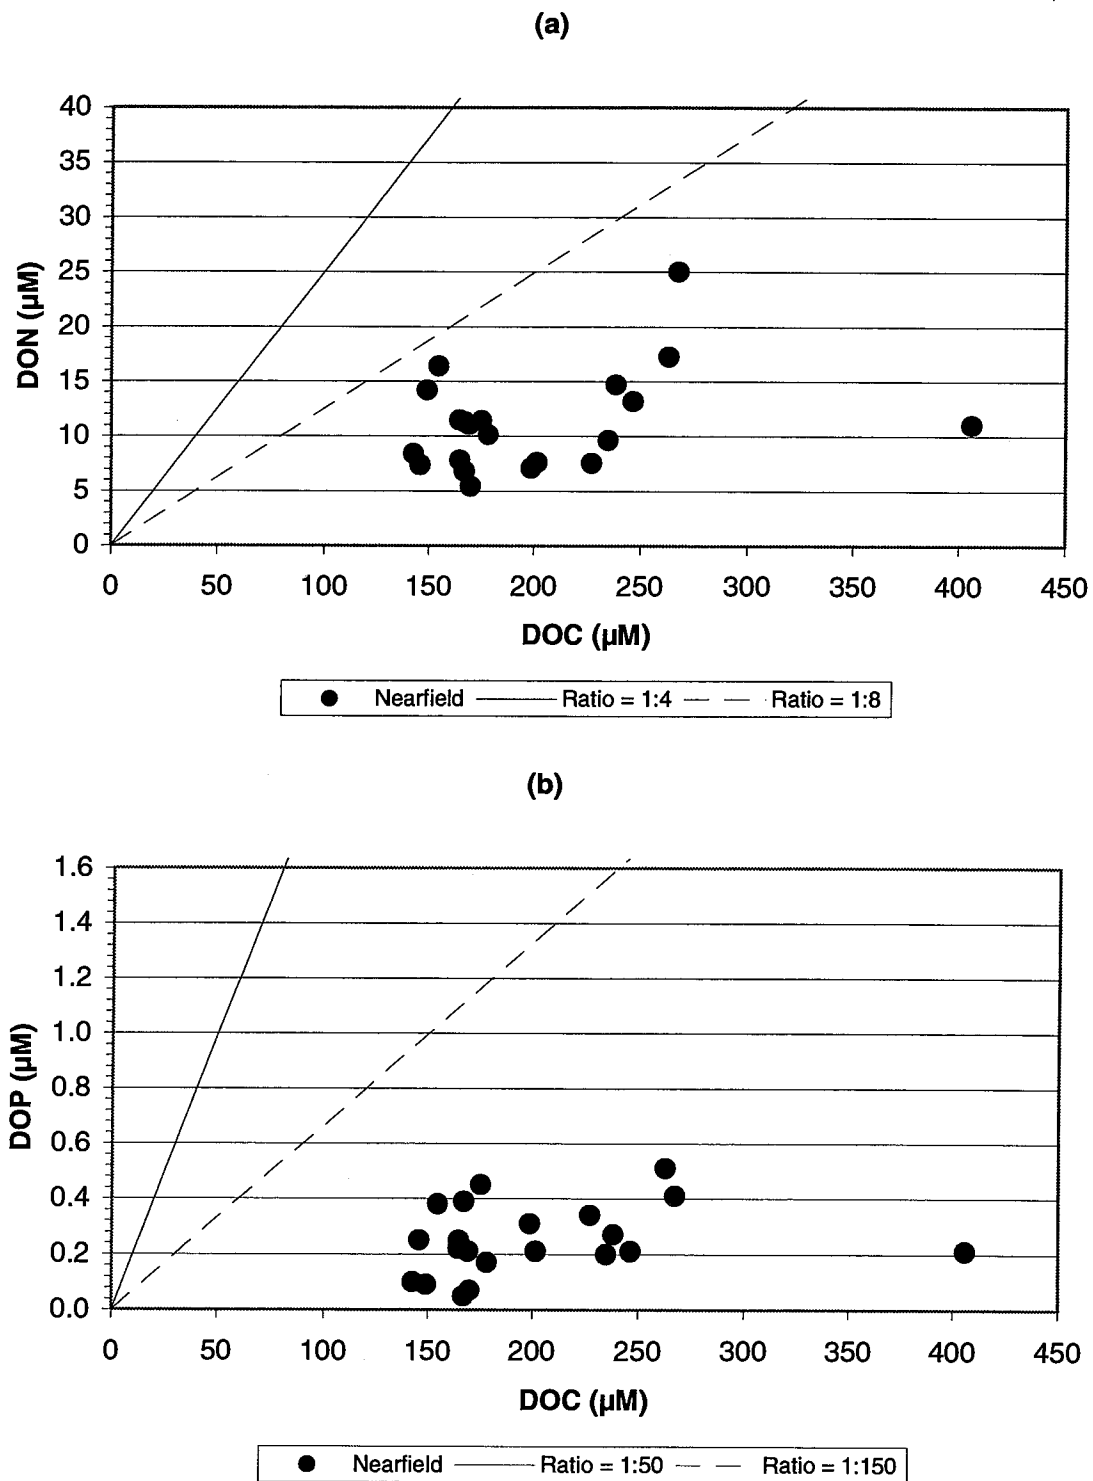 (a)
40
35
30
25
20
15
10
5
0
DON (µM)
0 50 100 150 200 250 300 350 400 450
DOC (µM)
Nearfield Ratio = 1:4 Ratio = 1:8
(b)
1.6
1.4
1.2
1.0
0.8
0.6
0.4
0.2
0.0
DOP (µM)
0 50 100 150 200 250 300 350 400 450
DOC (µM)
Nearfield Ratio = 1:50 Ratio = 1:150